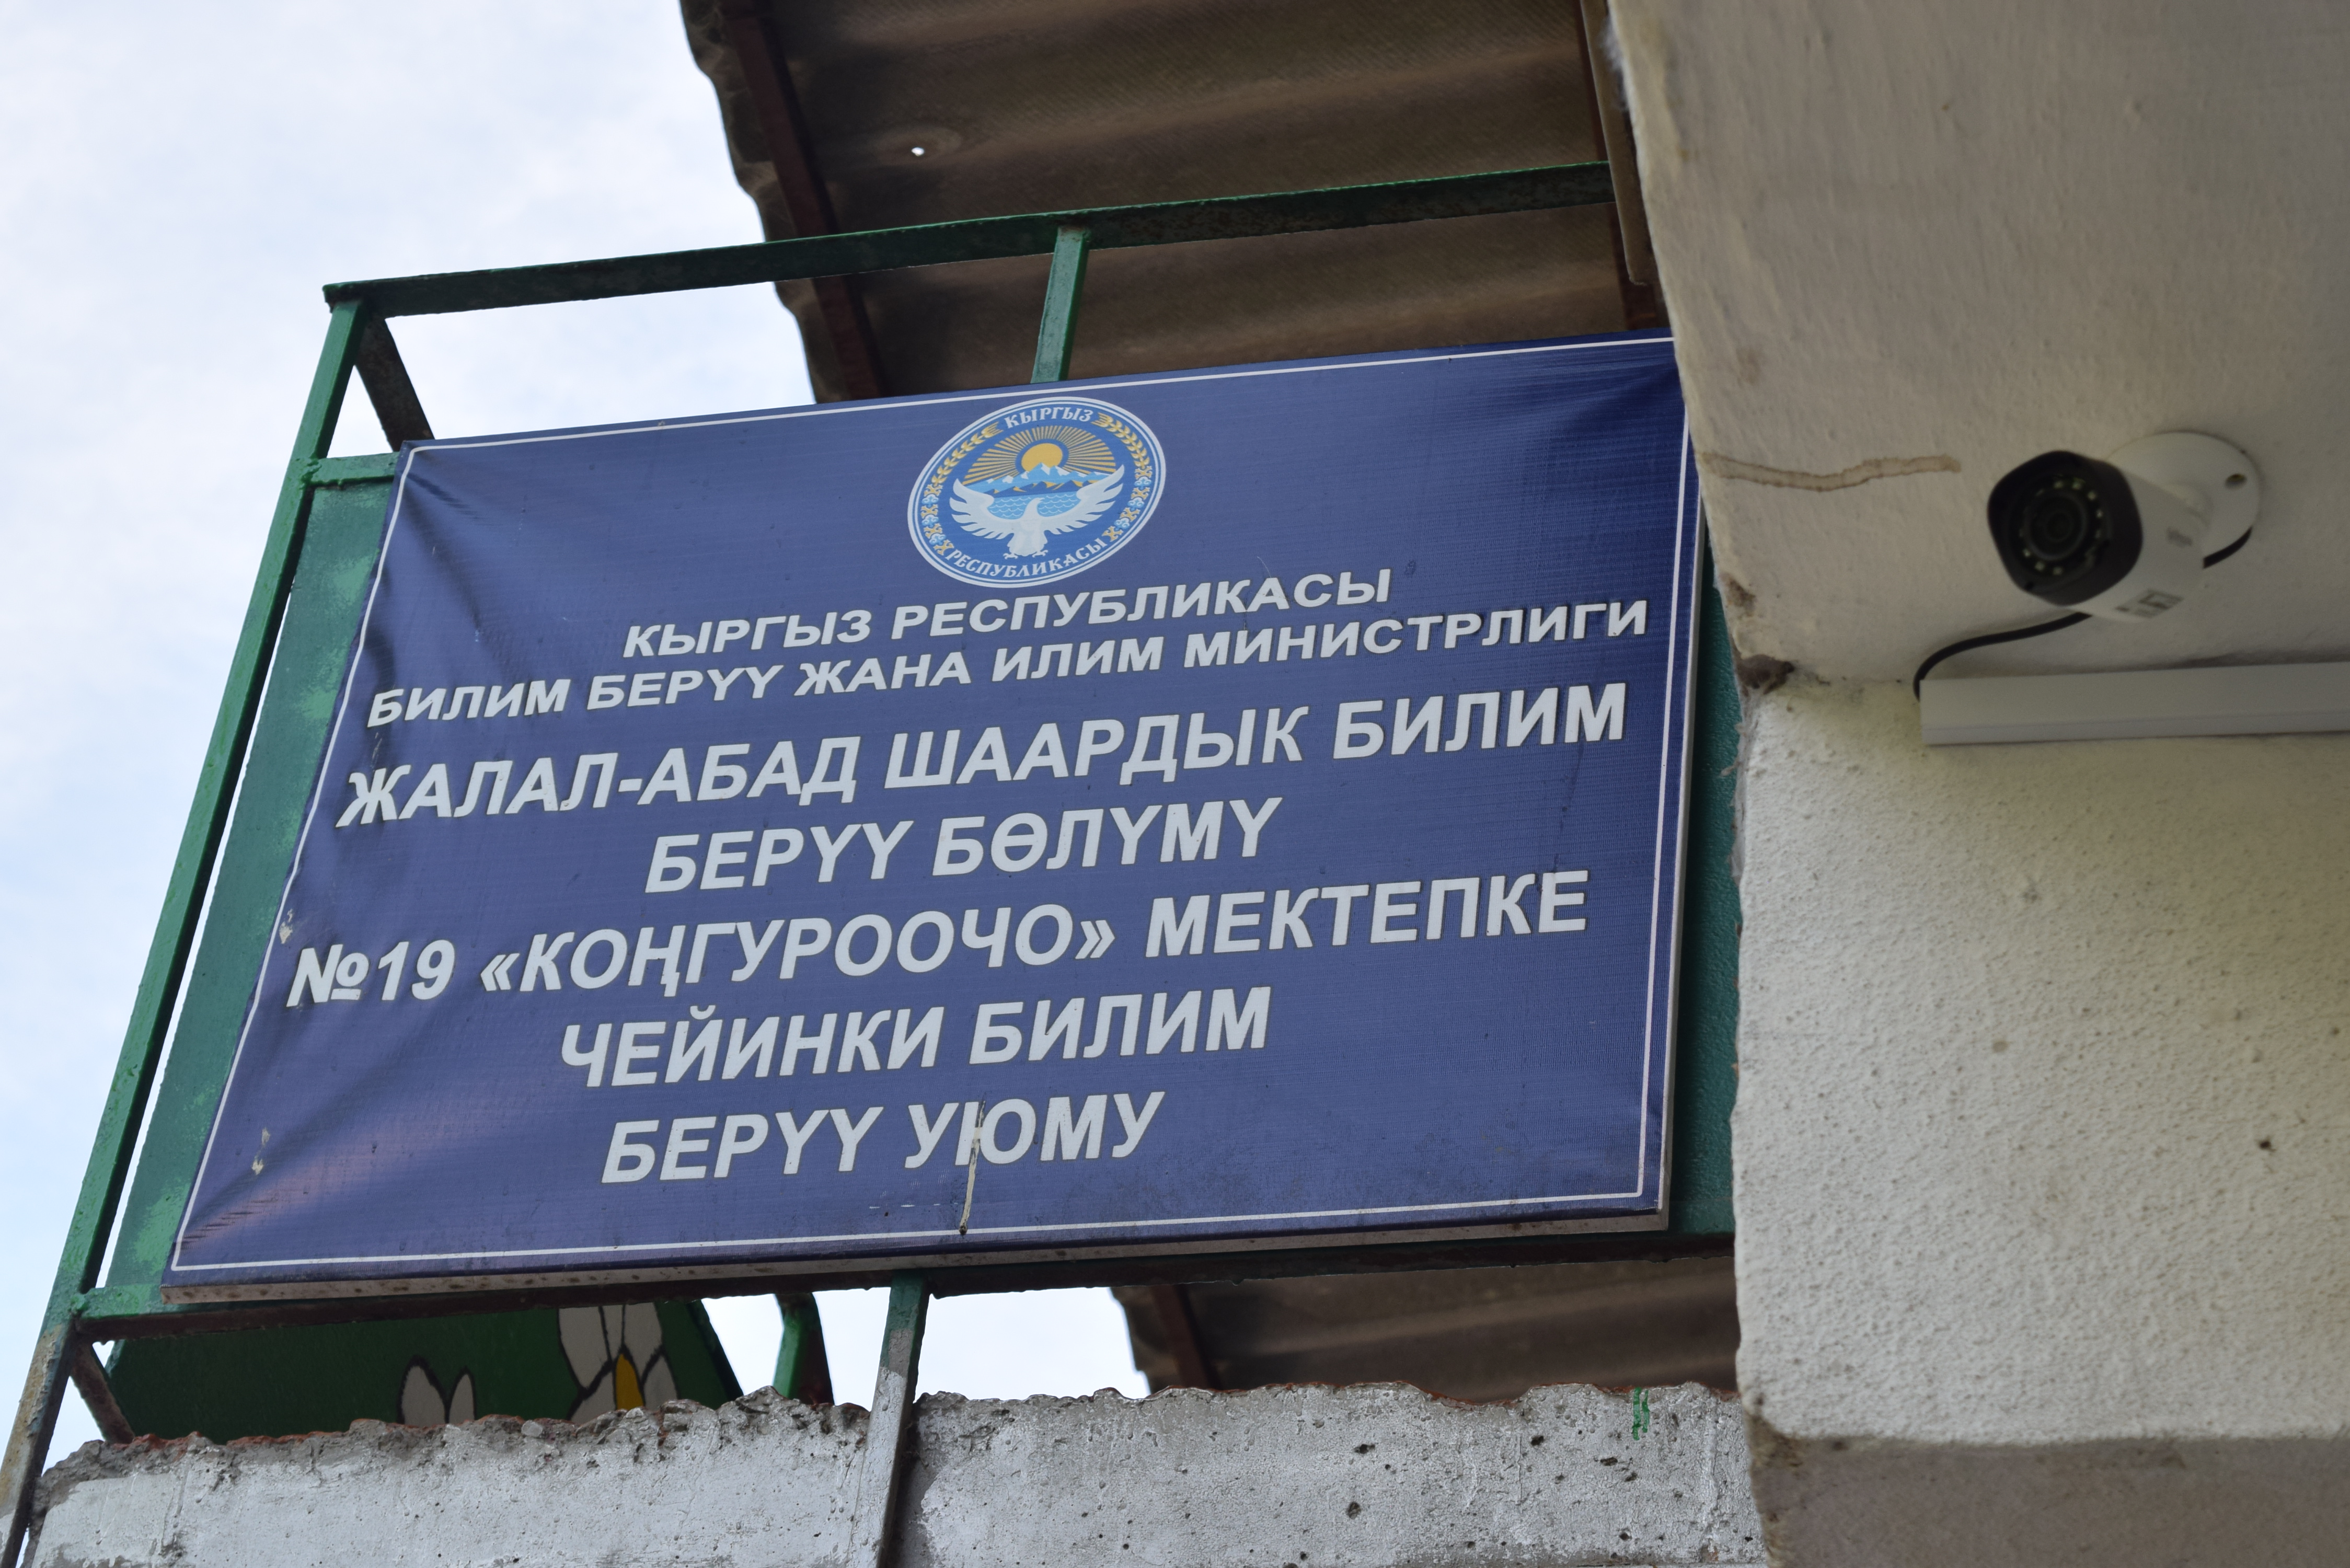 КЫРГЫЗ
РЕСПУБЛИКАСЫ
КЫРГЫЗ РЕСПУБЛИКАСЫ
БИЛИМ БЕРҮҮ ЖАНА ИЛИМ МИНИСТРЛИГИ
ЖАЛАЛ-АБАД ШААРДЫК БИЛИМ
БЕРҮҮ БӨЛҮМҮ
№19 «КОҢГУРООЧО» МЕКТЕПКЕ
ЧЕЙИНКИ БИЛИМ
БЕРҮҮ УЮМУ